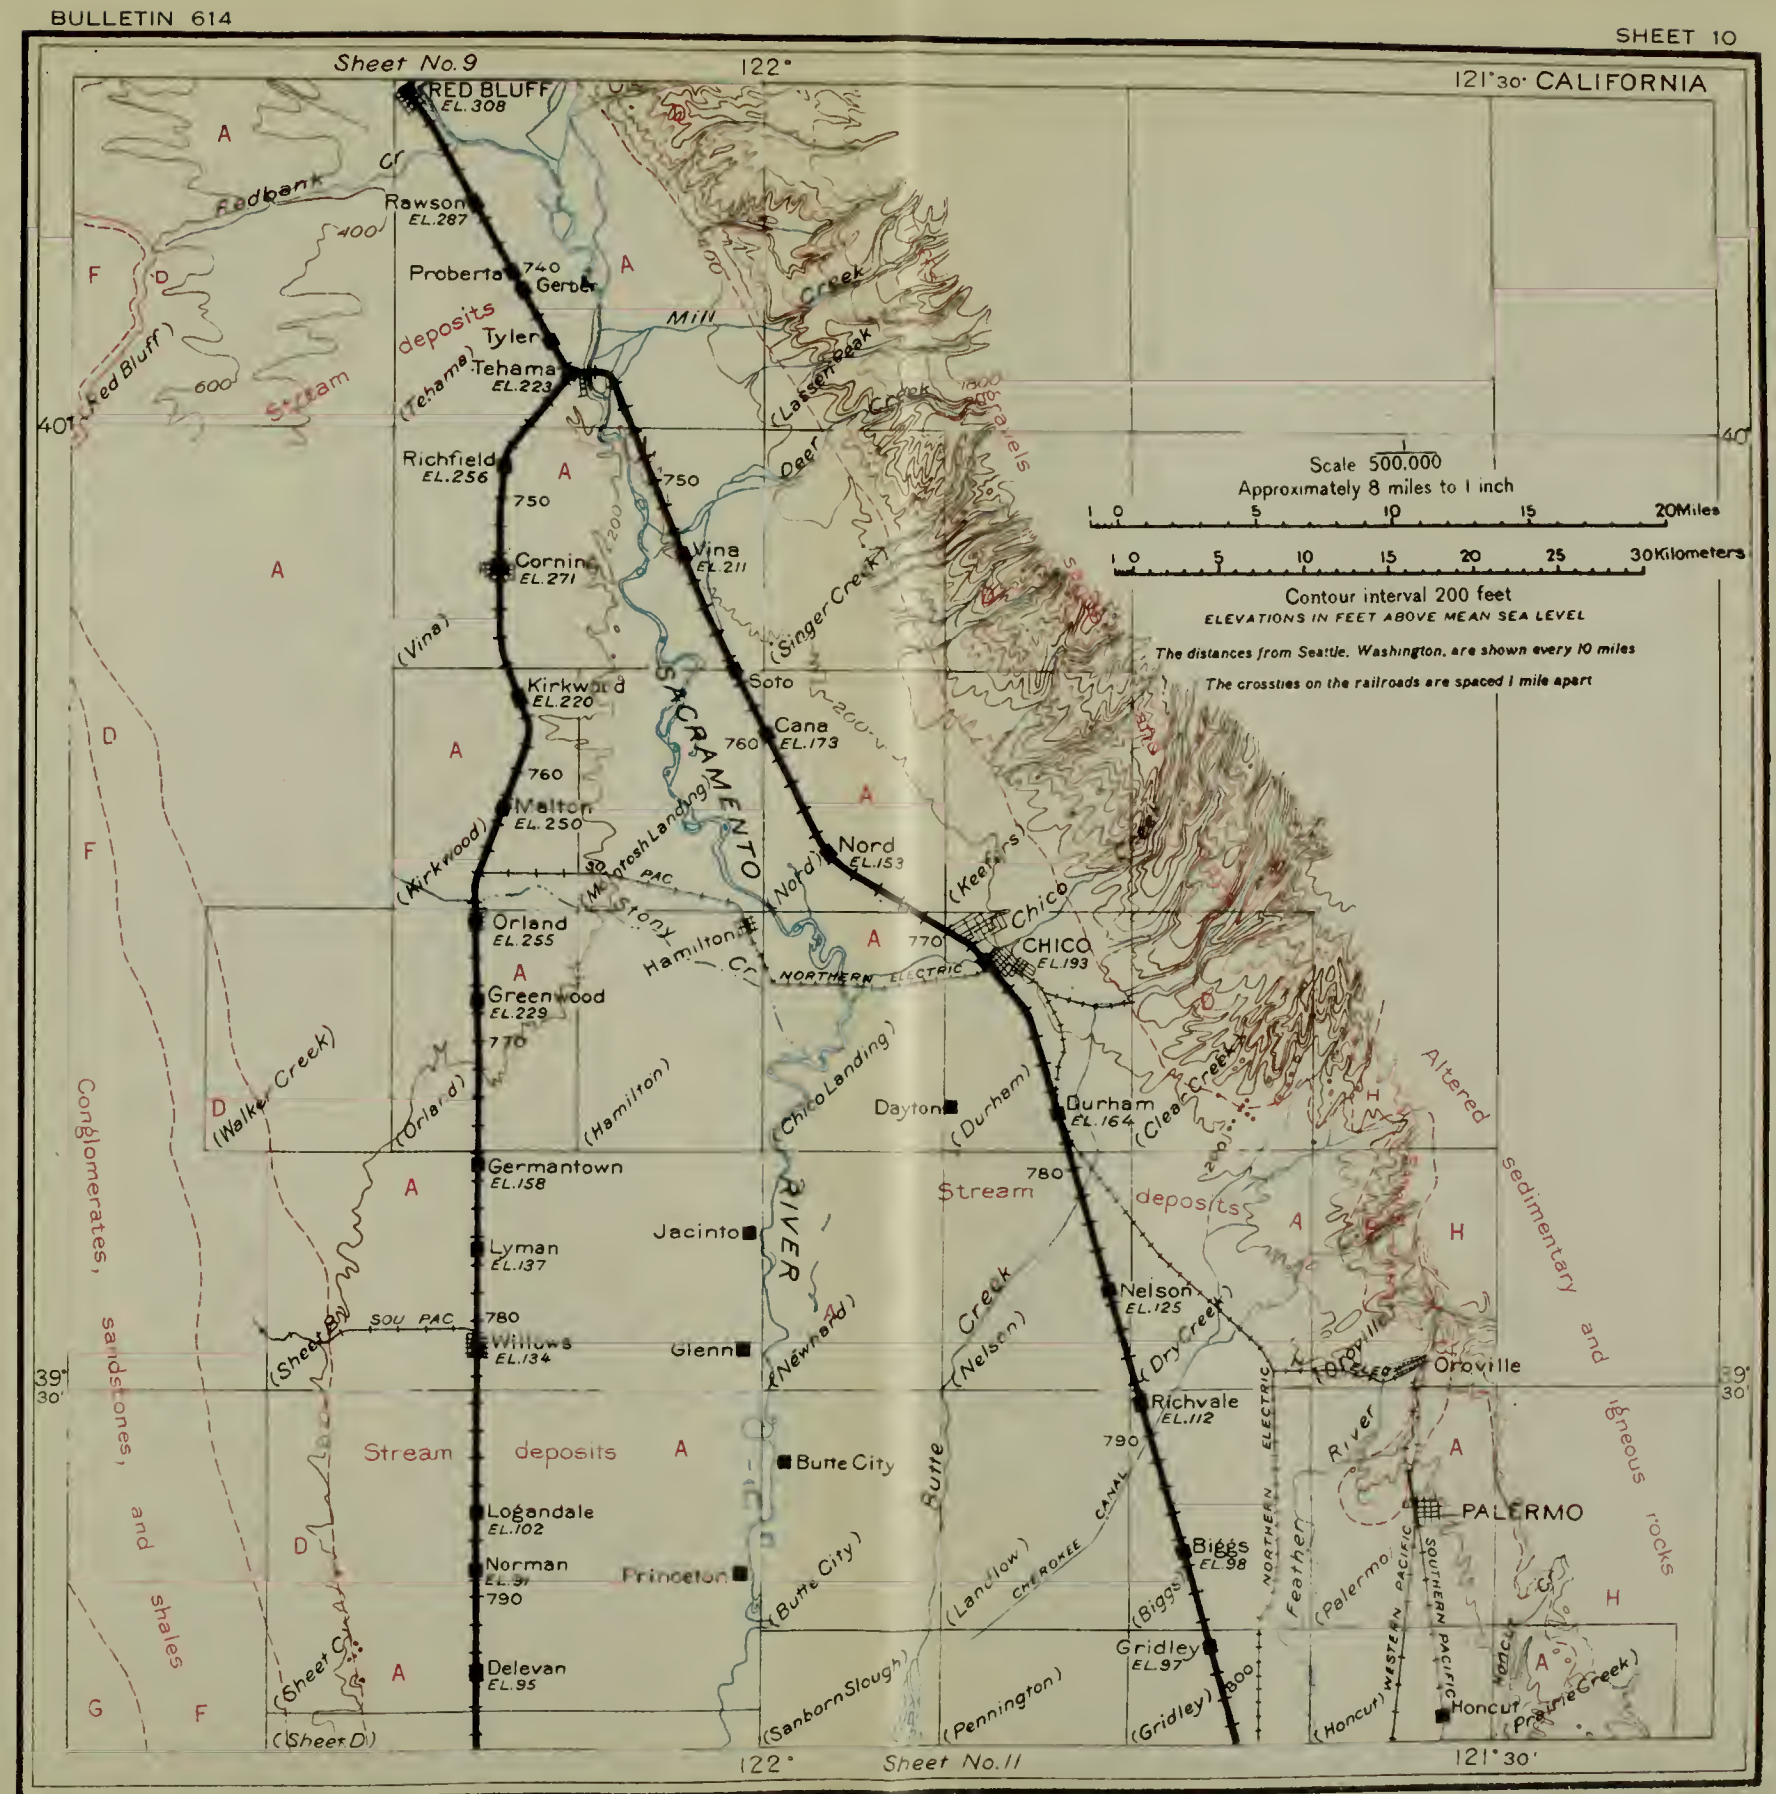 BULLETIN 614
SHEET 10
Sheet No. 9
122°
121°30' CALIFORNIA
RED BLUFF
EL. 308
A
Redbank Cr
Rawson
EL. 287
400
F
D
A
Proberta
740
Gerber
600
Creek
deposits
Mill
(Red Bluff)
600
Stream
Tyler
(Tehama)
Tehama
EL. 223
(Lassen Peak)
Creek
1800
gravels
40°
40°
Deer
Richfield
EL. 256
A
750
750
Scale 1/500,000
Approximately 8 miles to 1 inch
1 0 5 10 15 20 Miles
1 0 5 10 15 20 25 30 Kilometers
Contour interval 200 feet
ELEVATIONS IN FEET ABOVE MEAN SEA LEVEL
The distances from Seattle, Washington, are shown every 10 miles
The crossties on the railroads are spaced 1 mile apart
200
A
Corning
EL. 271
Vina
EL. 211
(Singer Creek)
D
(Vina)
Kirkwood
EL. 220
Soto
SACRAMENTO
200
and
D
A
Cana
EL. 173
760
760
Malton
EL. 250
(McIntosh Landing)
A
F
(Kirkwood)
Nord
EL. 153
(Nord)
(Keefers)
SO PAC
Orland
EL. 255
Stony Cr
Hamilton
A
770
Chico
CHICO
EL. 193
NORTHERN ELECTRIC
A
Greenwood
EL. 229
770
D
(Walker Creek)
(Orland)
(Hamilton)
(Chico Landing)
Dayton
(Durham)
Durham
EL. 164
(Clear Creek)
200
H
Altered
sedimentary
and
igneous
rocks
D
Conglomerates,
sandstones,
and
shales
Germantown
EL. 158
A
780
Stream
deposits
A
H
Jacinto
RIVER
Lyman
EL. 137
SOU PAC
780
Willows
EL. 134
(Sheet B)
Glenn
(Newhard)
A
Creek
(Nelson)
Nelson
EL. 125
(Dry Creek)
(Oroville)
Oroville
39°
30'
39°
30'
Richvale
EL. 112
790
NORTHERN ELECTRIC
River
A
Stream
deposits
A
Butte City
Butte
CHEROKEE CANAL
PALERMO
Logandale
EL. 102
D
Norman
EL. 91
790
Princeton
(Butte City)
(Landlow)
Biggs
EL. 98
(Biggs)
NORTHERN
Feather
(Palermo)
WESTERN PACIFIC
SOUTHERN PACIFIC
H
Gridley
EL. 97
800
(Sheet C)
A
Delevan
EL. 95
G
F
(Sheet D)
(Sanborn Slough)
(Pennington)
(Gridley)
(Honcut)
Honcut
Honcut Cr
A
(Prairie Creek)
122°
Sheet No. 11
121°30'